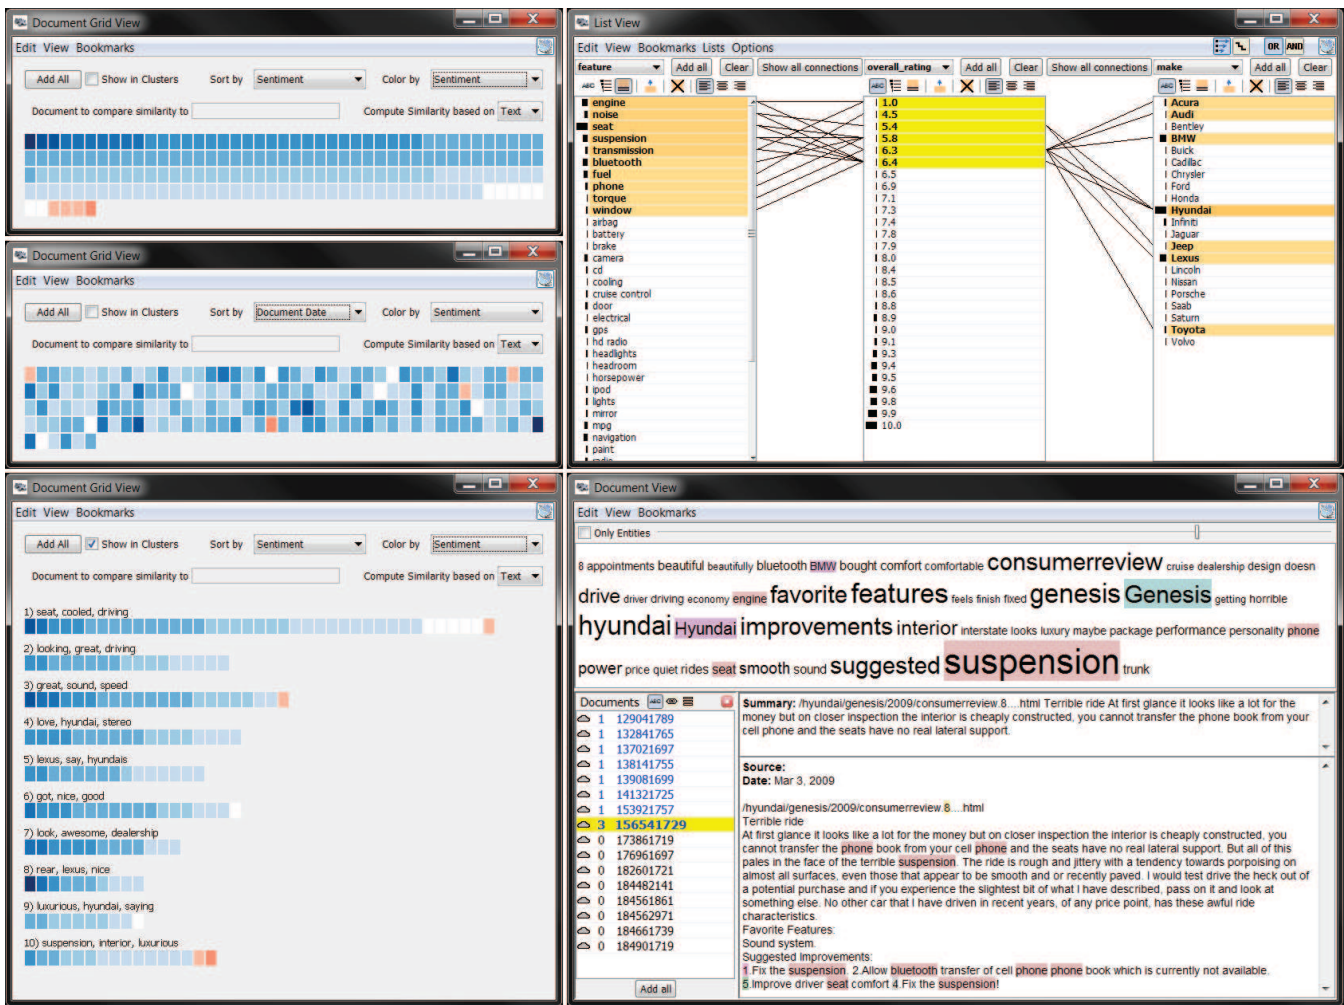 Document Grid View
Edit View Bookmarks
Add All Show in Clusters Sort by Sentiment Color by Sentiment
Document to compare similarity to Compute Similarity based on Text
Document Grid View
Edit View Bookmarks
Add All Show in Clusters Sort by Document Date Color by Sentiment
Document to compare similarity to Compute Similarity based on Text
Document Grid View
Edit View Bookmarks
Add All Show in Clusters Sort by Sentiment Color by Sentiment
Document to compare similarity to Compute Similarity based on Text
1) seat, cooled, driving
2) looking, great, driving
3) great, sound, speed
4) love, hyundai, stereo
5) lexus, say, hyundais
6) got, nice, good
7) look, awesome, dealership
8) rear, lexus, nice
9) luxurious, hyundai, saying
10) suspension, interior, luxurious
List View
Edit View Bookmarks Lists Options OR AND
feature Add all Clear Show all connections overall_rating Add all Clear Show all connections make Add all Clear
ABC ABC ABC
engine
noise
seat
suspension
transmission
bluetooth
fuel
phone
torque
window
airbag
battery
brake
camera
cd
cooling
cruise control
door
electrical
gps
hd radio
headlights
headroom
horsepower
ipod
lights
mirror
mpg
navigation
paint
radio
1.0
4.5
5.4
5.8
6.3
6.4
6.5
6.9
7.1
7.3
7.4
7.8
7.9
8.0
8.4
8.5
8.6
8.8
8.9
9.0
9.1
9.3
9.4
9.5
9.6
9.8
9.9
10.0
Acura
Audi
Bentley
BMW
Buick
Cadillac
Chrysler
Ford
Honda
Hyundai
Infiniti
Jaguar
Jeep
Lexus
Lincoln
Nissan
Porsche
Saab
Saturn
Toyota
Volvo
Document View
Edit View Bookmarks
Only Entities
8 appointments beautiful beautifully bluetooth BMW bought comfort comfortable consumerreview cruise dealership design doesn
drive driver driving economy engine favorite features feels finish fixed genesis Genesis getting horrible
hyundai Hyundai improvements interior interstate looks luxury maybe package performance personality phone
power price quiet rides seat smooth sound suggested suspension trunk
Documents ABC
1 129041789
1 132841765
1 137021697
1 138141755
1 139081699
1 141321725
1 153921757
3 156541729
0 173861719
0 176961697
0 182601721
0 184482141
0 184561861
0 184562971
0 184661739
0 184901719
Add all
Summary: /hyundai/genesis/2009/consumerreview.8....html Terrible ride At first glance it looks like a lot for the
money but on closer inspection the interior is cheaply constructed, you cannot transfer the phone book from your
cell phone and the seats have no real lateral support.
Source:
Date: Mar 3, 2009
/hyundai/genesis/2009/consumerreview.8....html
Terrible ride
At first glance it looks like a lot for the money but on closer inspection the interior is cheaply constructed, you
cannot transfer the phone book from your cell phone and the seats have no real lateral support. But all of this
pales in the face of the terrible suspension. The ride is rough and jittery with a tendency towards porpoising on
almost all surfaces, even those that appear to be smooth and or recently paved. I would test drive the heck out of
a potential purchase and if you experience the slightest bit of what I have described, pass on it and look at
something else. No other car that I have driven in recent years, of any price point, has these awful ride
characteristics.
Favorite Features:
Sound system.
Suggested Improvements:
1.Fix the suspension. 2.Allow bluetooth transfer of cell phone phone book which is currently not available.
5.Improve driver seat comfort 4.Fix the suspension!